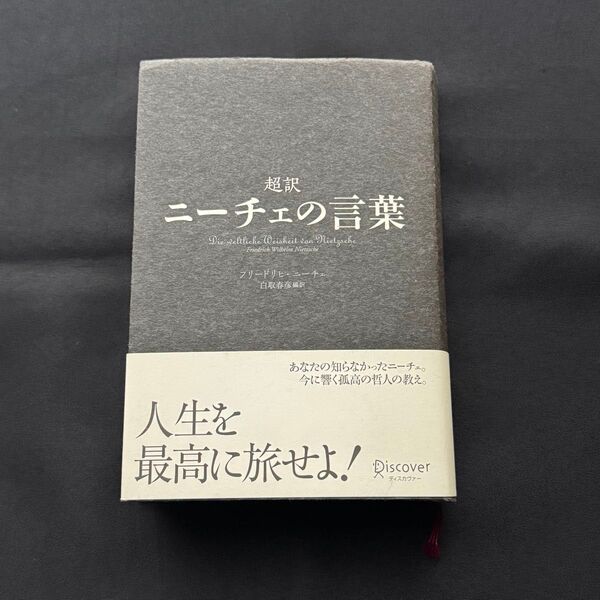 超訳
ニーチェの言葉
Die weltliche Weisheit von Nietzsche
Friedrich Wilhelm Nietzsche
フリードリヒ・ニーチェ
白取春彦 編訳
あなたの知らなかったニーチェ。
今に響く孤高の哲人の教え。
人生を
最高に旅せよ!
Discover
ディスカヴァー